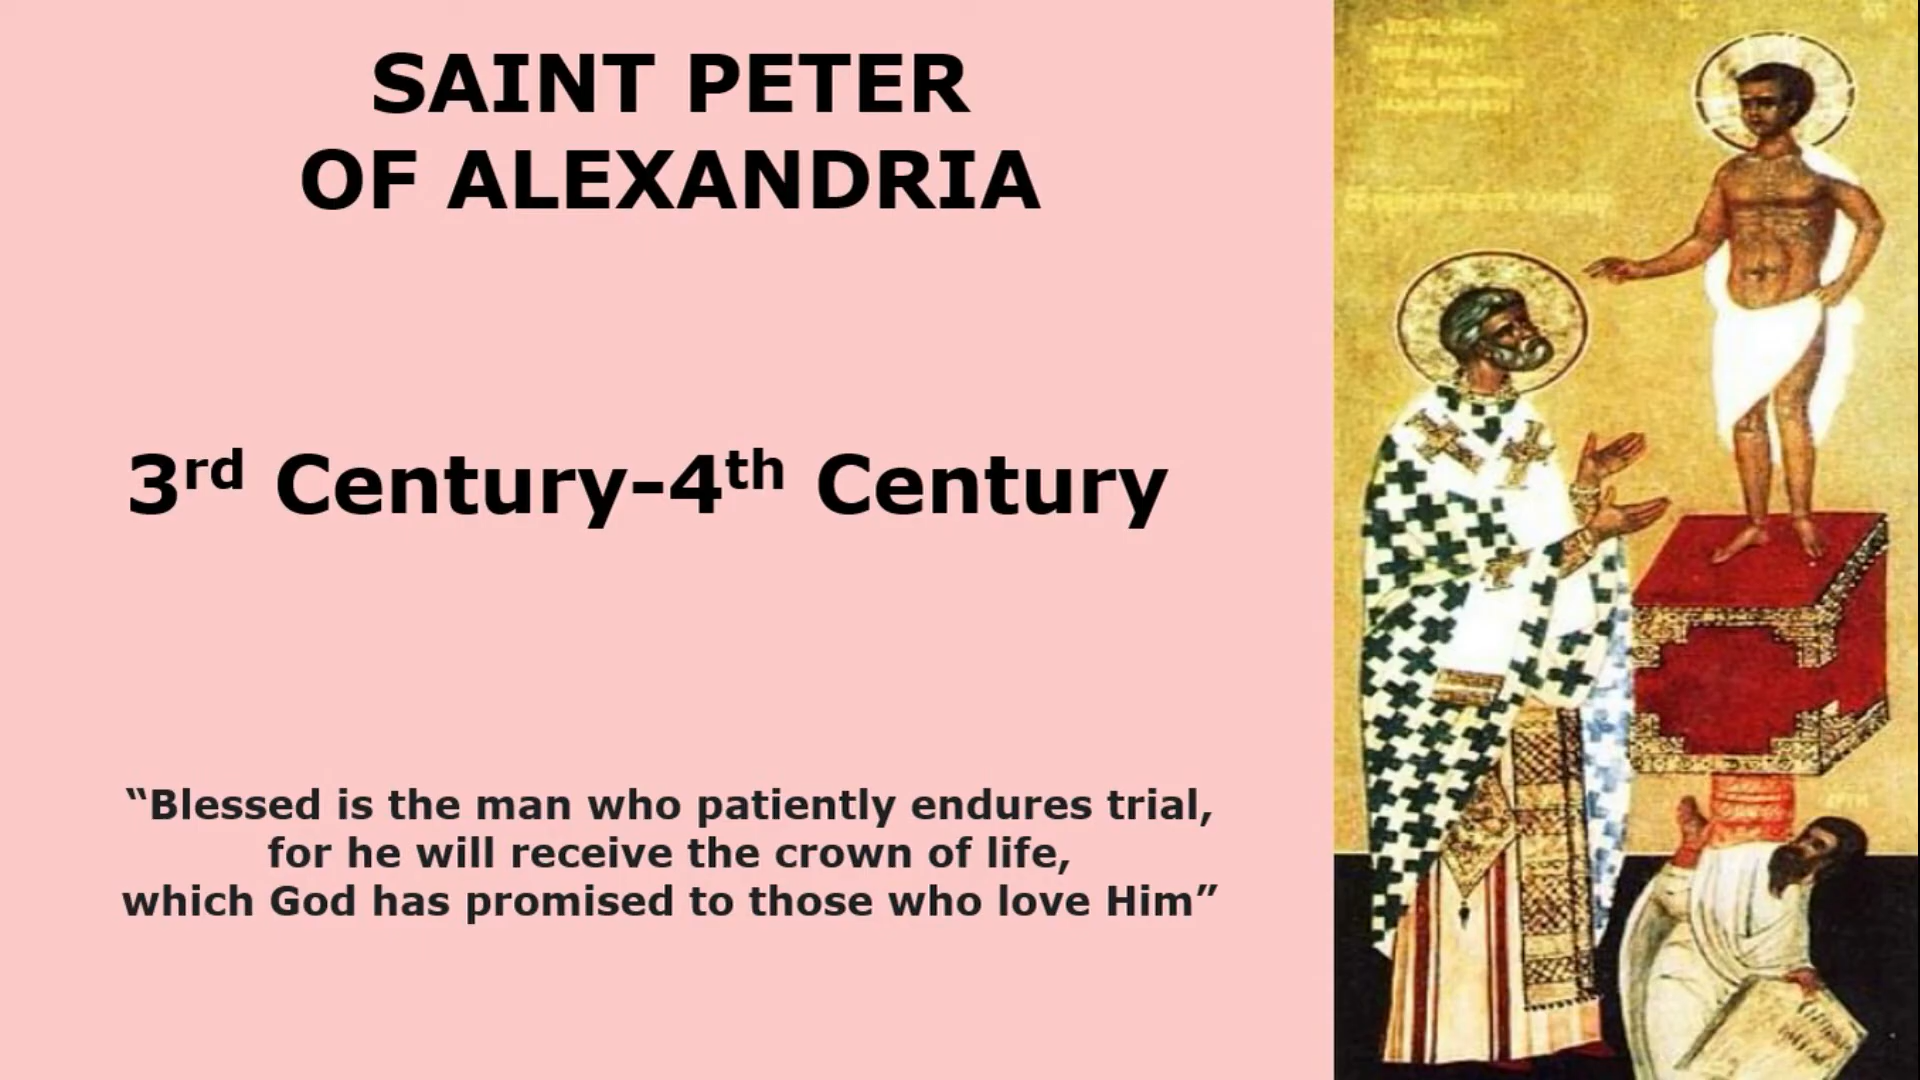 SAINT PETER
OF ALEXANDRIA
3rd Century-4th Century
“Blessed is the man who patiently endures trial,
for he will receive the crown of life,
which God has promised to those who love Him”